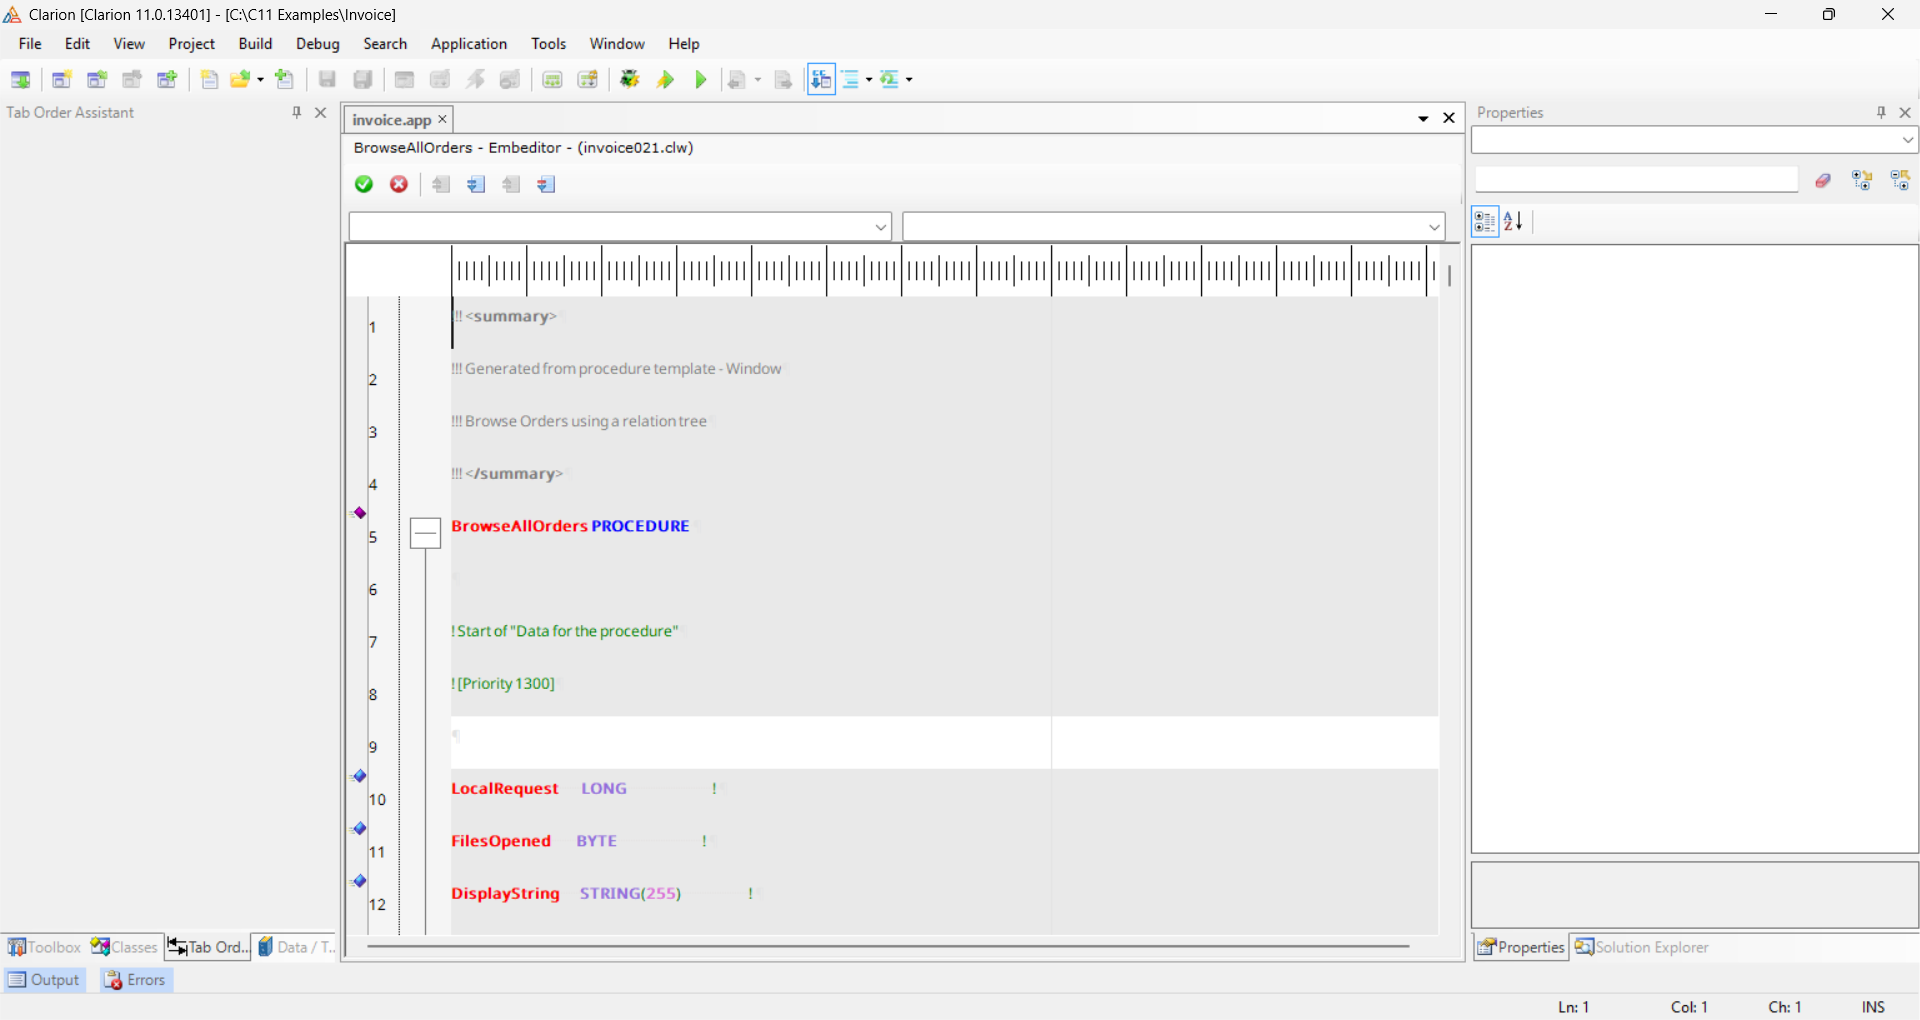 Clarion [Clarion 11.0.13401] - [C:\C11 Examples\Invoice]
File Edit View Project Build Debug Search Application Tools Window Help
Tab Order Assistant
invoice.app
Properties
BrowseAllOrders - Embeditor - (invoice021.clw)
1 !!! <summary>
2 !!! Generated from procedure template - Window
3 !!! Browse Orders using a relation tree
4 !!! </summary>
5 BrowseAllOrders PROCEDURE
6
7 ! Start of "Data for the procedure"
8 ! [Priority 1300]
9
10 LocalRequest LONG !
11 FilesOpened BYTE !
12 DisplayString STRING(255) !
Toolbox Classes Tab Ord... Data / T...
Properties Solution Explorer
Output Errors
Ln: 1 Col: 1 Ch: 1 INS